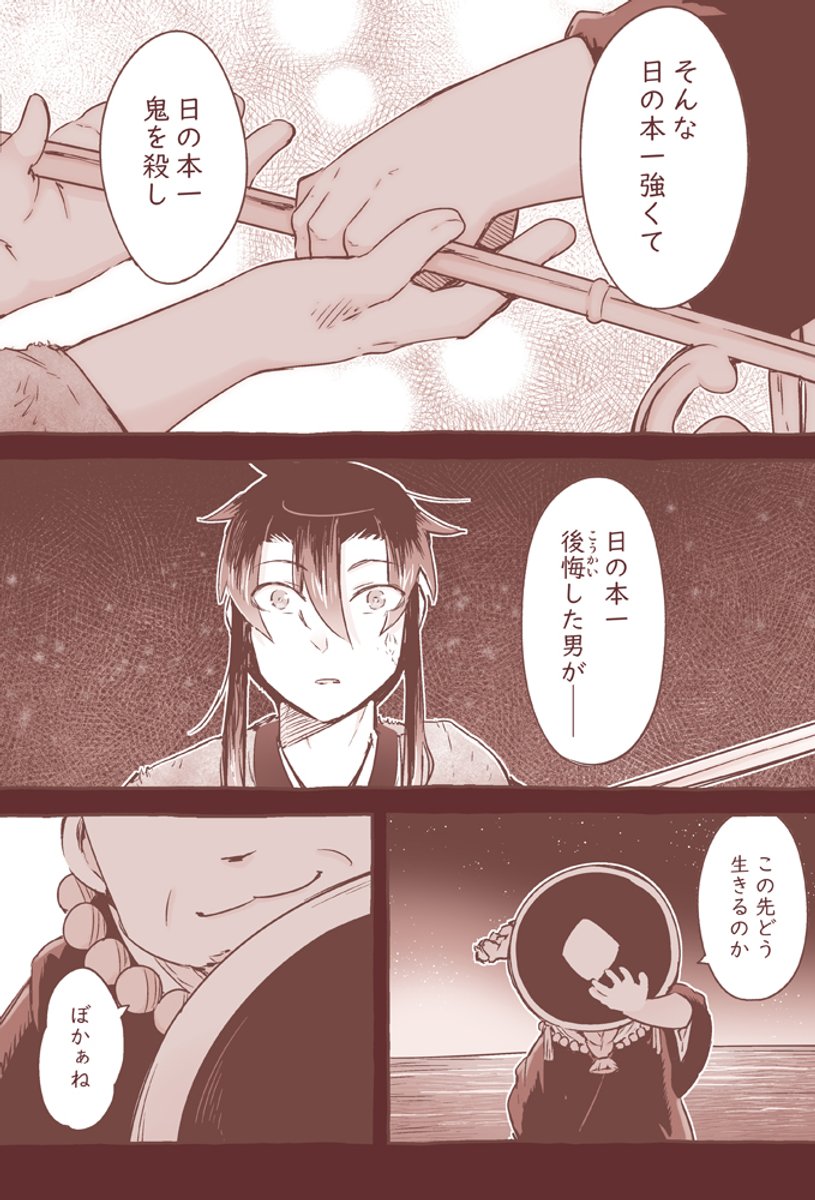 そんな
日の本一強くて
日の本一
鬼を殺し
日の本一
後悔した男が――
こうかい
この先どう
生きるのか
ぼかぁね